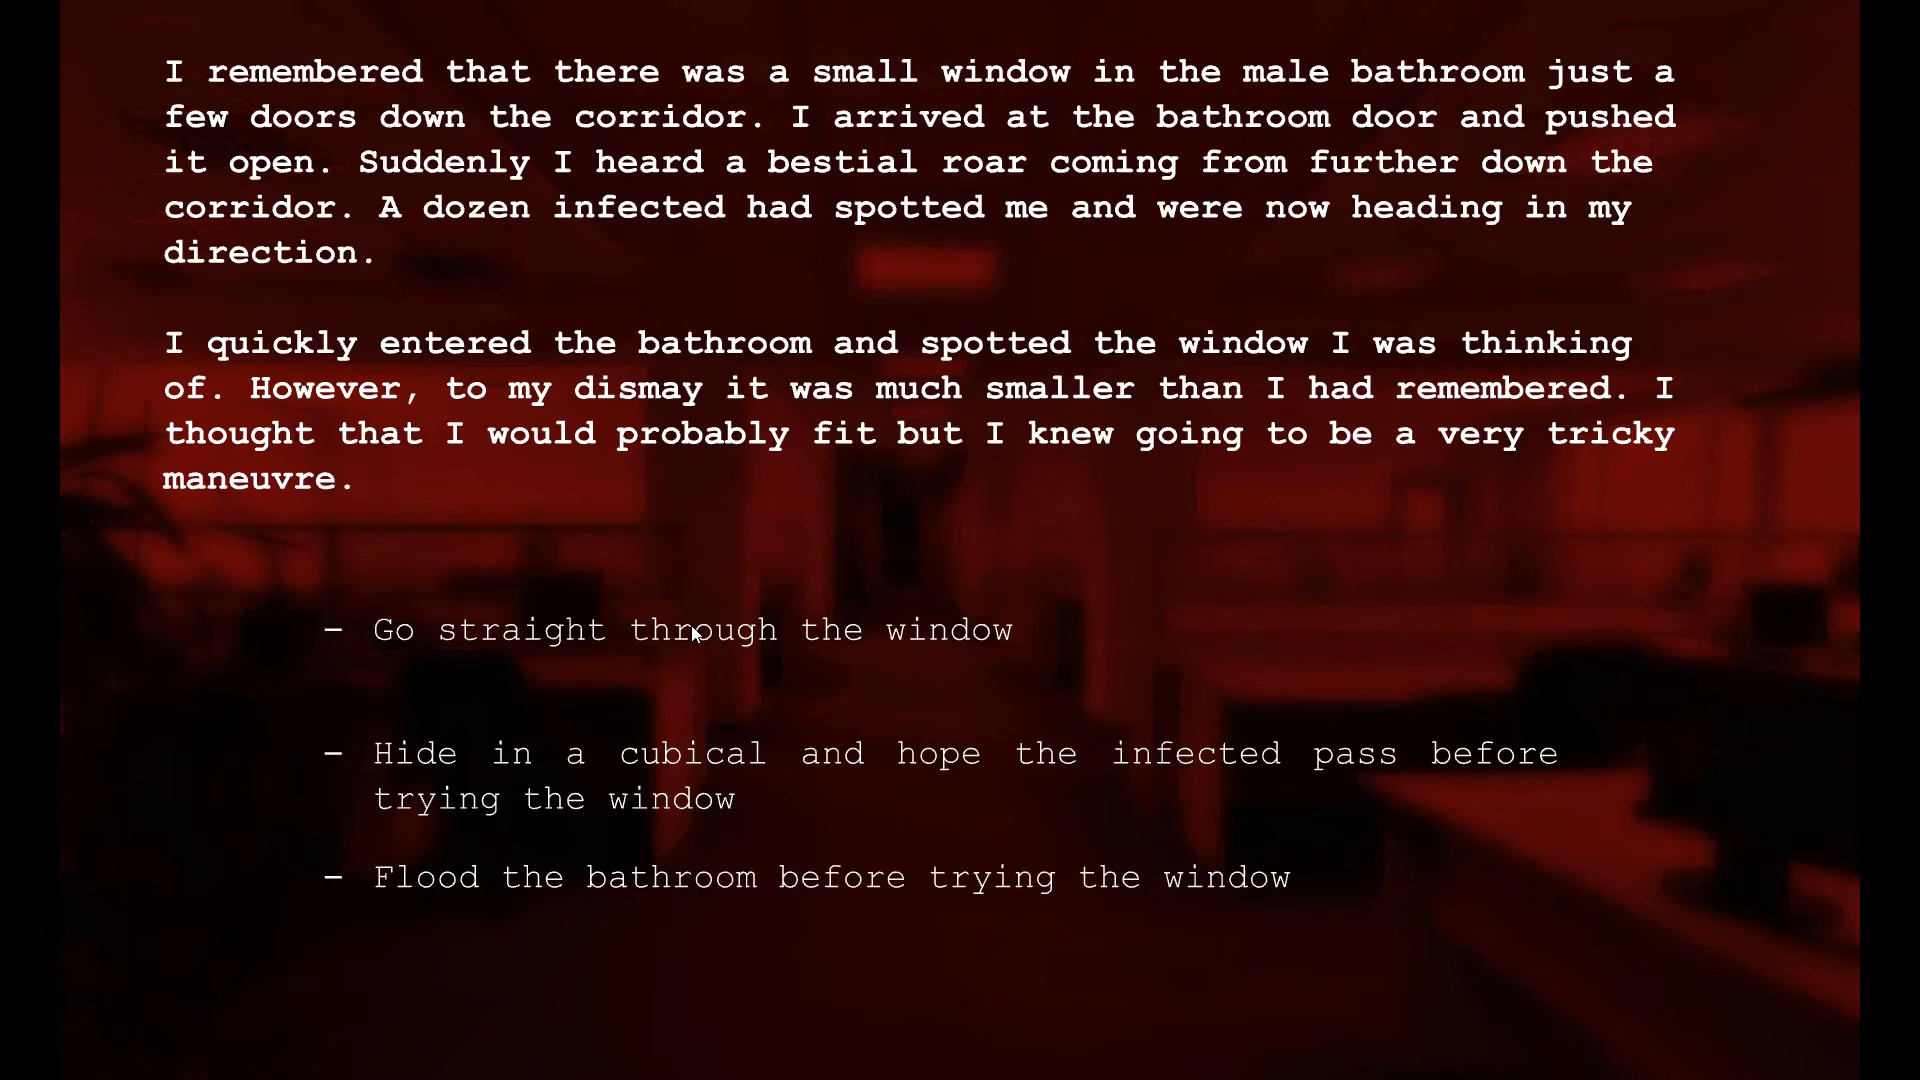 I remembered that there was a small window in the male bathroom just a
few doors down the corridor. I arrived at the bathroom door and pushed
it open. Suddenly I heard a bestial roar coming from further down the
corridor. A dozen infected had spotted me and were now heading in my
direction.
I quickly entered the bathroom and spotted the window I was thinking
of. However, to my dismay it was much smaller than I had remembered. I
thought that I would probably fit but I knew going to be a very tricky
maneuvre.
- Go straight through the window
- Hide in a cubical and hope the infected pass before
trying the window
- Flood the bathroom before trying the window